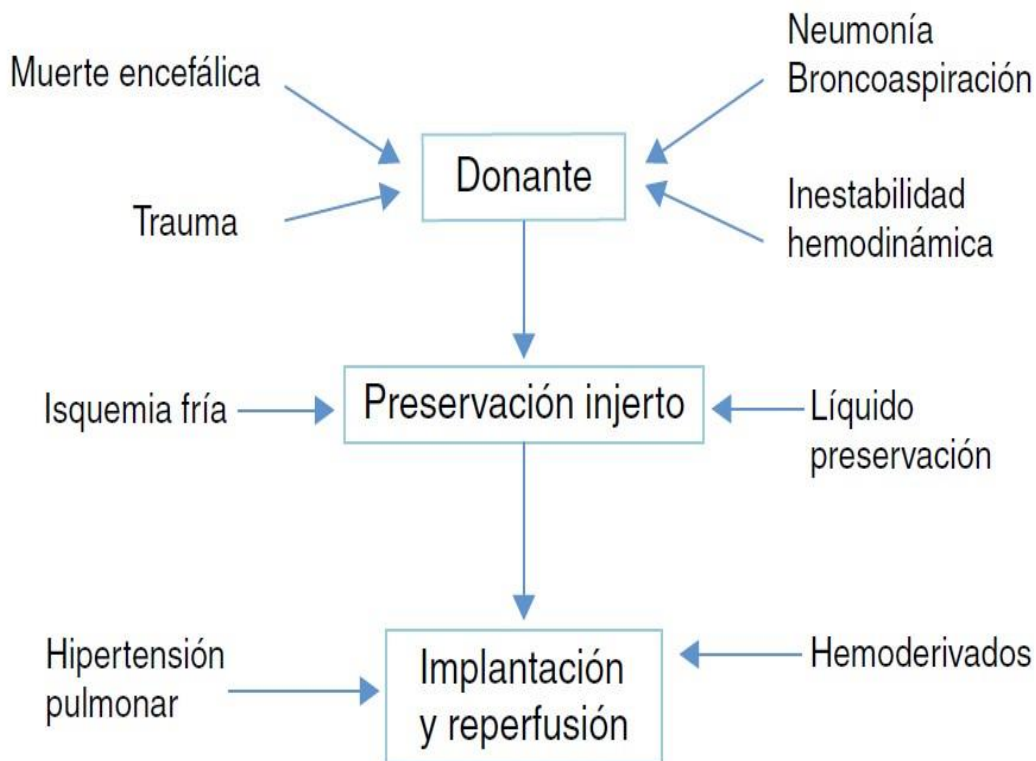 Muerte encefálica
Neumonía
Broncoaspiración
Donante
Trauma
Inestabilidad
hemodinámica
Isquemia fría
Preservación injerto
Líquido
preservación
Hipertensión
pulmonar
Implantación
y reperfusión
Hemoderivados